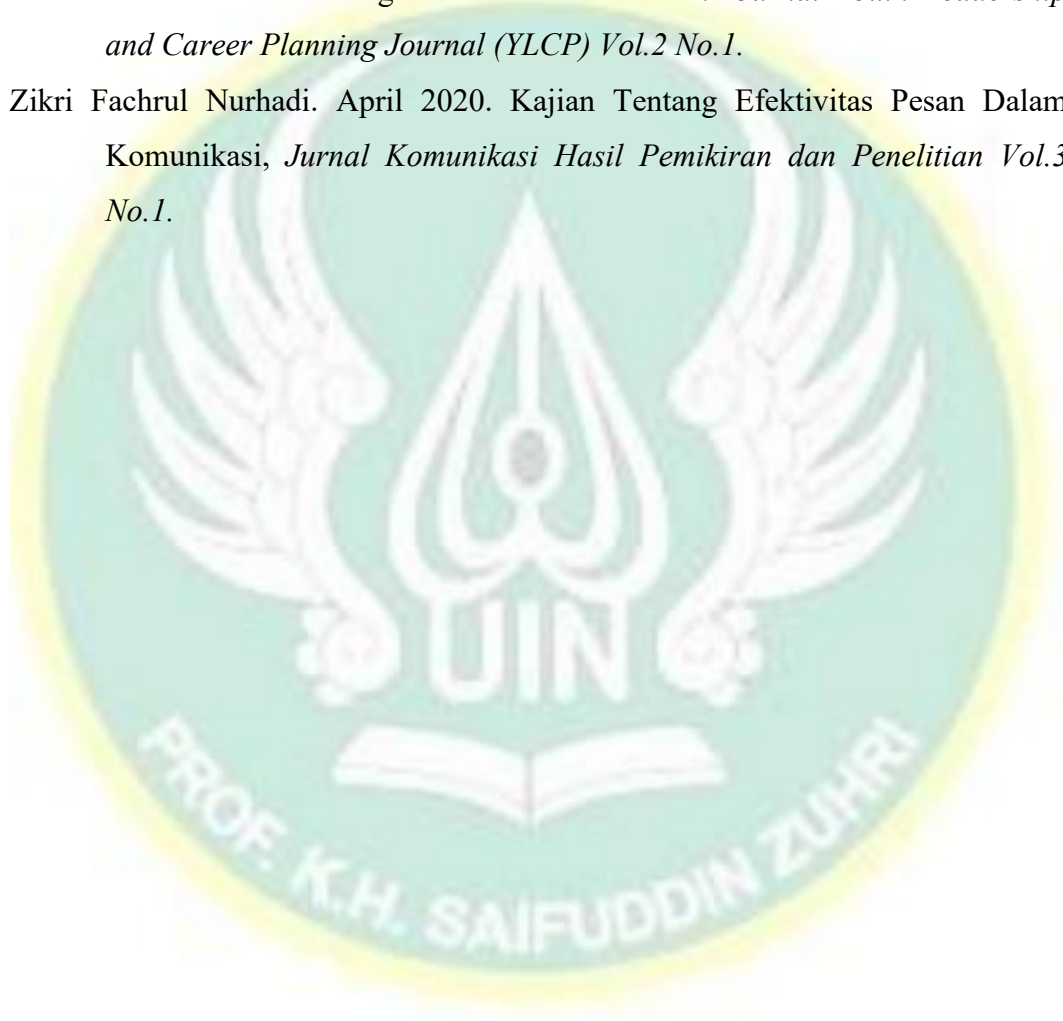 and Career Planning Journal (YLCP) Vol.2 No.1.
Zikri Fachrul Nurhadi. April 2020. Kajian Tentang Efektivitas Pesan Dalam
Komunikasi, Jurnal Komunikasi Hasil Pemikiran dan Penelitian Vol.3
No.1.
UIN
PROF. K.H. SAIFUDDIN ZUHRI